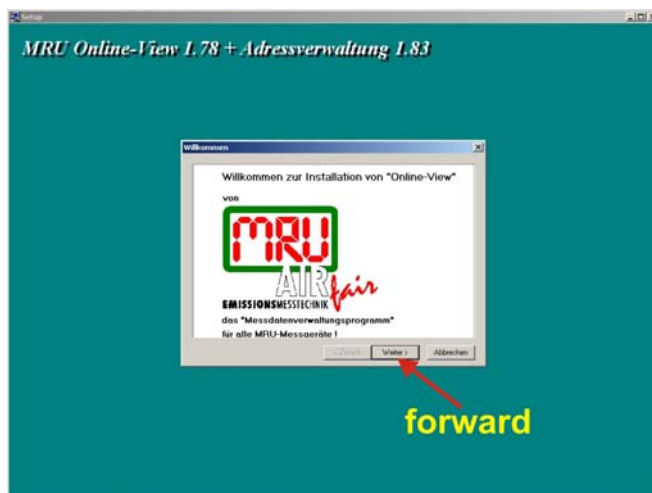 Setup
MRU Online-View 1.78 + Adressverwaltung 1.83
Willkommen
Willkommen zur Installation von "Online-View"
von
MRU
AIR fair
EMISSIONSMESSTECHNIK
das "Messdatenverwaltungsprogramm"
für alle MRU-Messgeräte !
< Zurück Weiter > Abbrechen
forward